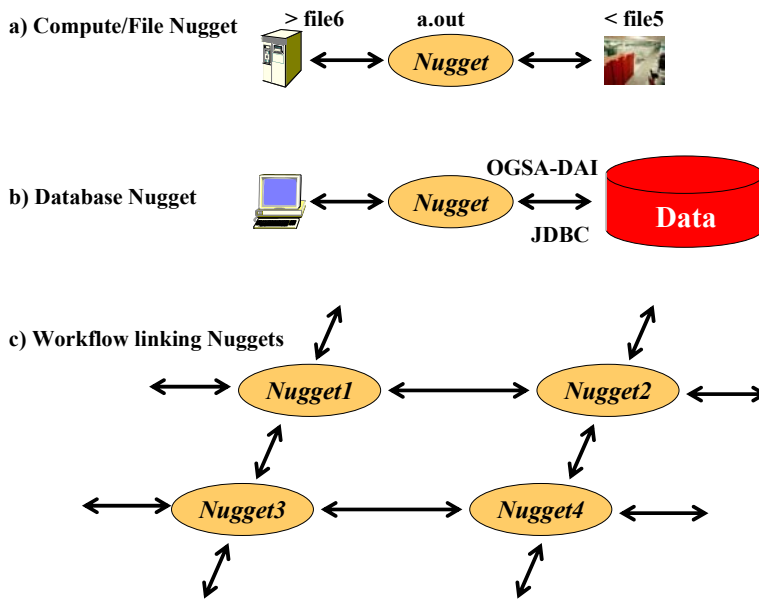 a) Compute/File Nugget
> file6
a.out
< file5
Nugget
b) Database Nugget
Nugget
OGSA-DAI
JDBC
Data
c) Workflow linking Nuggets
Nugget1
Nugget2
Nugget3
Nugget4